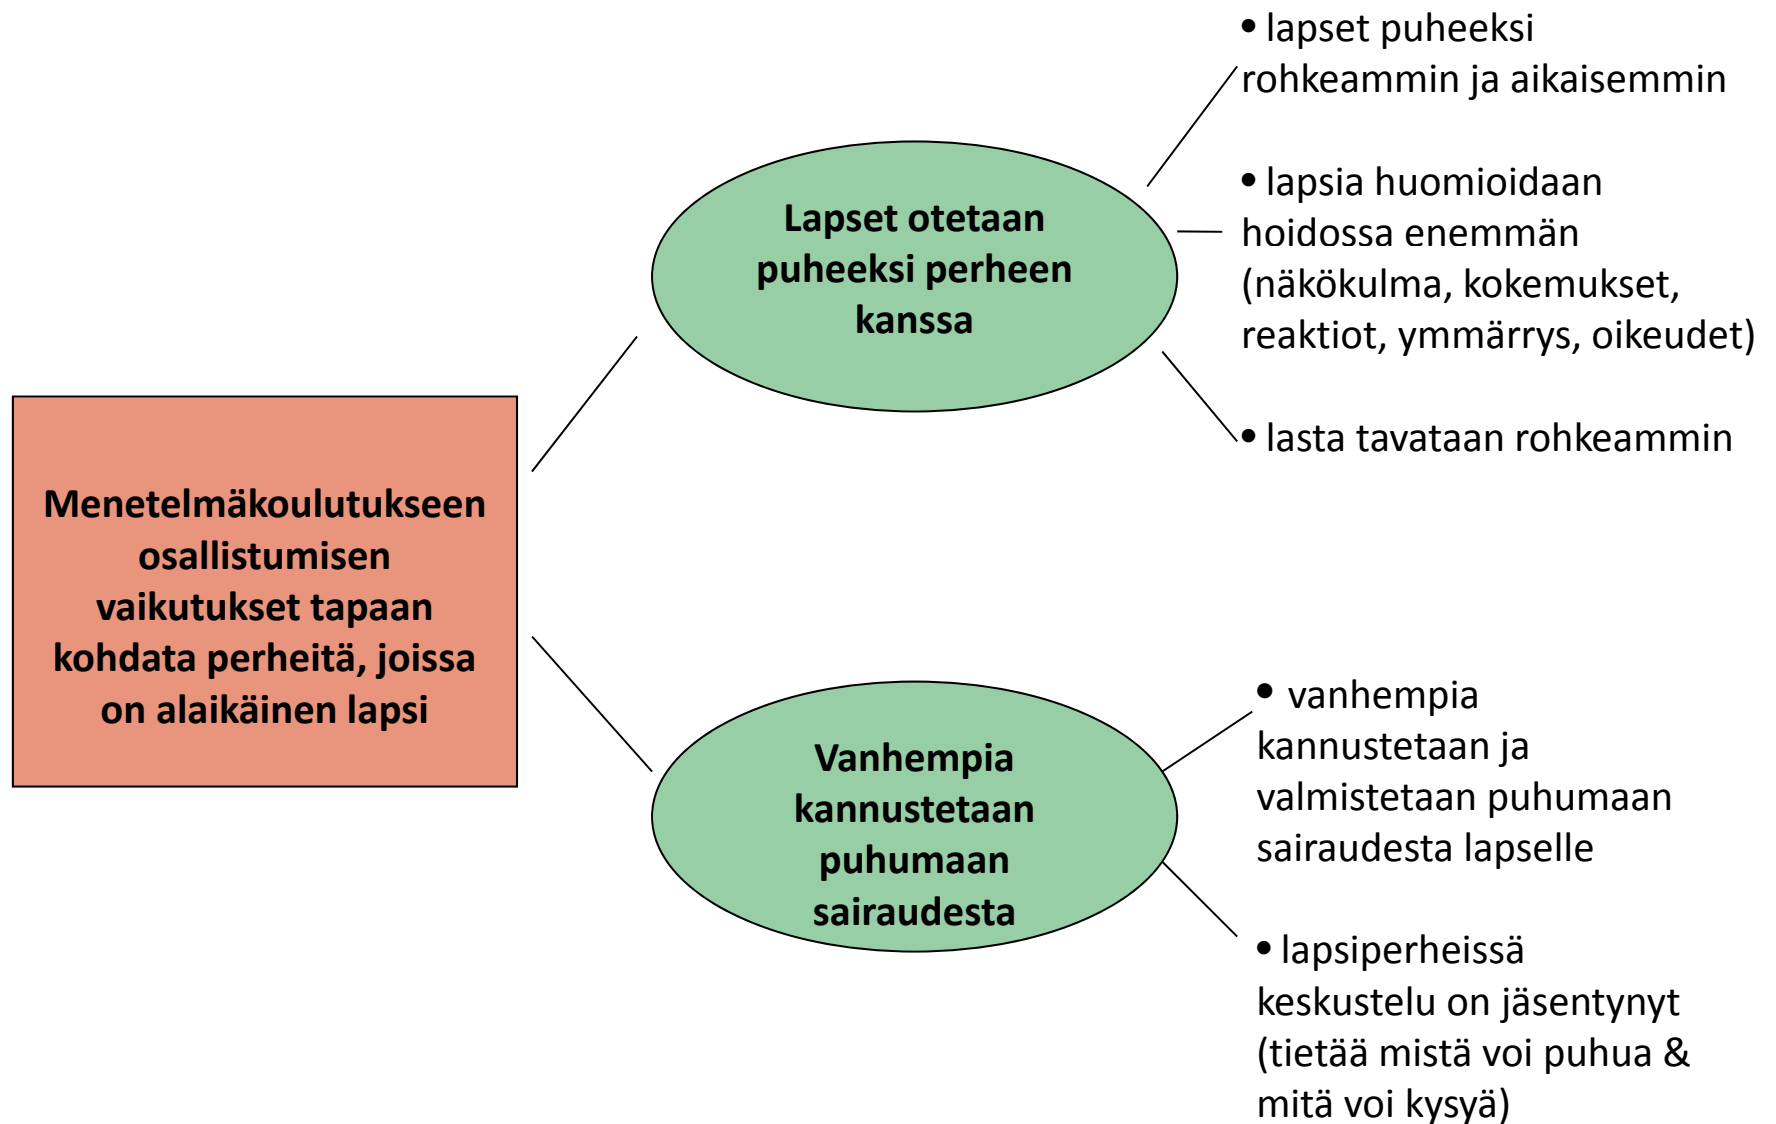 Menetelmäkoulutukseen
osallistumisen
vaikutukset tapaan
kohdata perheitä, joissa
on alaikäinen lapsi
Lapset otetaan
puheeksi perheen
kanssa
• lapset puheeksi
rohkeammin ja aikaisemmin
• lapsia huomioidaan
hoidossa enemmän
(näkökulma, kokemukset,
reaktiot, ymmärrys, oikeudet)
• lasta tavataan rohkeammin
Vanhempia
kannustetaan
puhumaan
sairaudesta
• vanhempia
kannustetaan ja
valmistetaan puhumaan
sairaudesta lapselle
• lapsiperheissä
keskustelu on jäsentynyt
(tietää mistä voi puhua &
mitä voi kysyä)